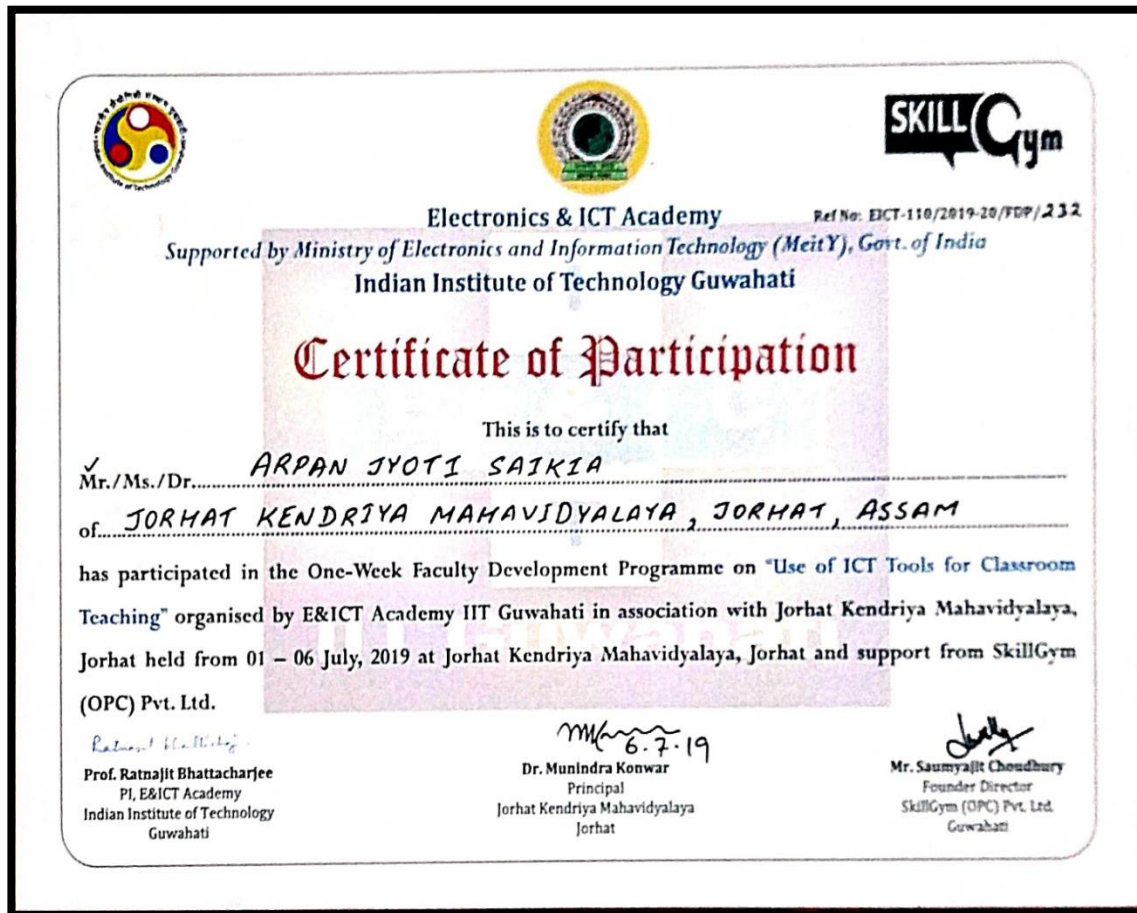 SKILL Gym
Electronics & ICT Academy
Ref No: EICT-110/2019-20/FDP/232
Supported by Ministry of Electronics and Information Technology (MeitY), Govt. of India
Indian Institute of Technology Guwahati
Certificate of Participation
This is to certify that
Mr./Ms./Dr. ARPAN JYOTI SAIKIA
of JORHAT KENDRIYA MAHAVIDYALAYA, JORHAT, ASSAM
has participated in the One-Week Faculty Development Programme on "Use of ICT Tools for Classroom
Teaching" organised by E&ICT Academy IIT Guwahati in association with Jorhat Kendriya Mahavidyalaya,
Jorhat held from 01 – 06 July, 2019 at Jorhat Kendriya Mahavidyalaya, Jorhat and support from SkillGym
(OPC) Pvt. Ltd.
6.7.19
Prof. Ratnajit Bhattacharjee
PI, E&ICT Academy
Indian Institute of Technology
Guwahati
Dr. Munindra Konwar
Principal
Jorhat Kendriya Mahavidyalaya
Jorhat
Mr. Saumyajit Choudhury
Founder Director
SkillGym (OPC) Pvt. Ltd.
Guwahati
IIT Guwahati